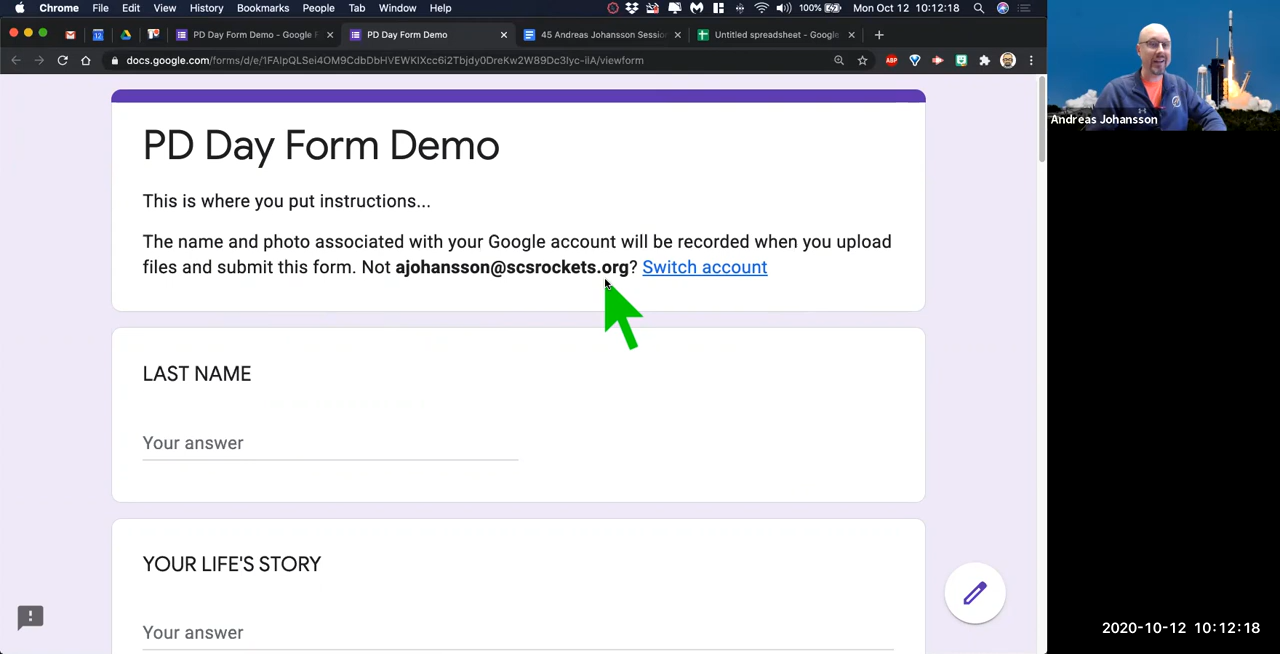 Chrome File Edit View History Bookmarks People Tab Window Help 100% Mon Oct 12 10:12:18
PD Day Form Demo - Google F PD Day Form Demo 45 Andreas Johansson Session Untitled spreadsheet - Google
docs.google.com/forms/d/e/1FAIpQLSei4OM9CdbDbHVEWKIXcc6i2Tbjdy0DreKw2W89Dc3Iyc-iIA/viewform ABP
PD Day Form Demo
This is where you put instructions...
The name and photo associated with your Google account will be recorded when you upload
files and submit this form. Not ajohansson@scsrockets.org? Switch account
LAST NAME
Your answer
YOUR LIFE'S STORY
Your answer
Andreas Johansson
2020-10-12 10:12:18